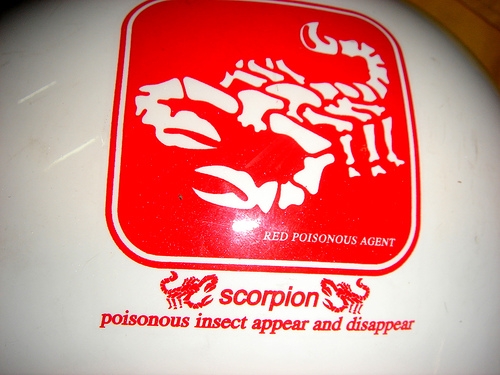 RED POISONOUS AGENT
scorpion
poisonous insect appear and disappear